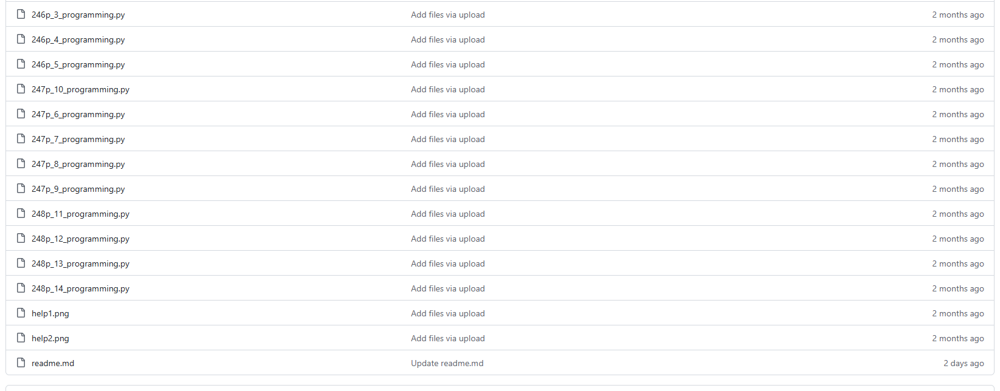 246p_3_programming.py Add files via upload 2 months ago
246p_4_programming.py Add files via upload 2 months ago
246p_5_programming.py Add files via upload 2 months ago
247p_10_programming.py Add files via upload 2 months ago
247p_6_programming.py Add files via upload 2 months ago
247p_7_programming.py Add files via upload 2 months ago
247p_8_programming.py Add files via upload 2 months ago
247p_9_programming.py Add files via upload 2 months ago
248p_11_programming.py Add files via upload 2 months ago
248p_12_programming.py Add files via upload 2 months ago
248p_13_programming.py Add files via upload 2 months ago
248p_14_programming.py Add files via upload 2 months ago
help1.png Add files via upload 2 months ago
help2.png Add files via upload 2 months ago
readme.md Update readme.md 2 days ago